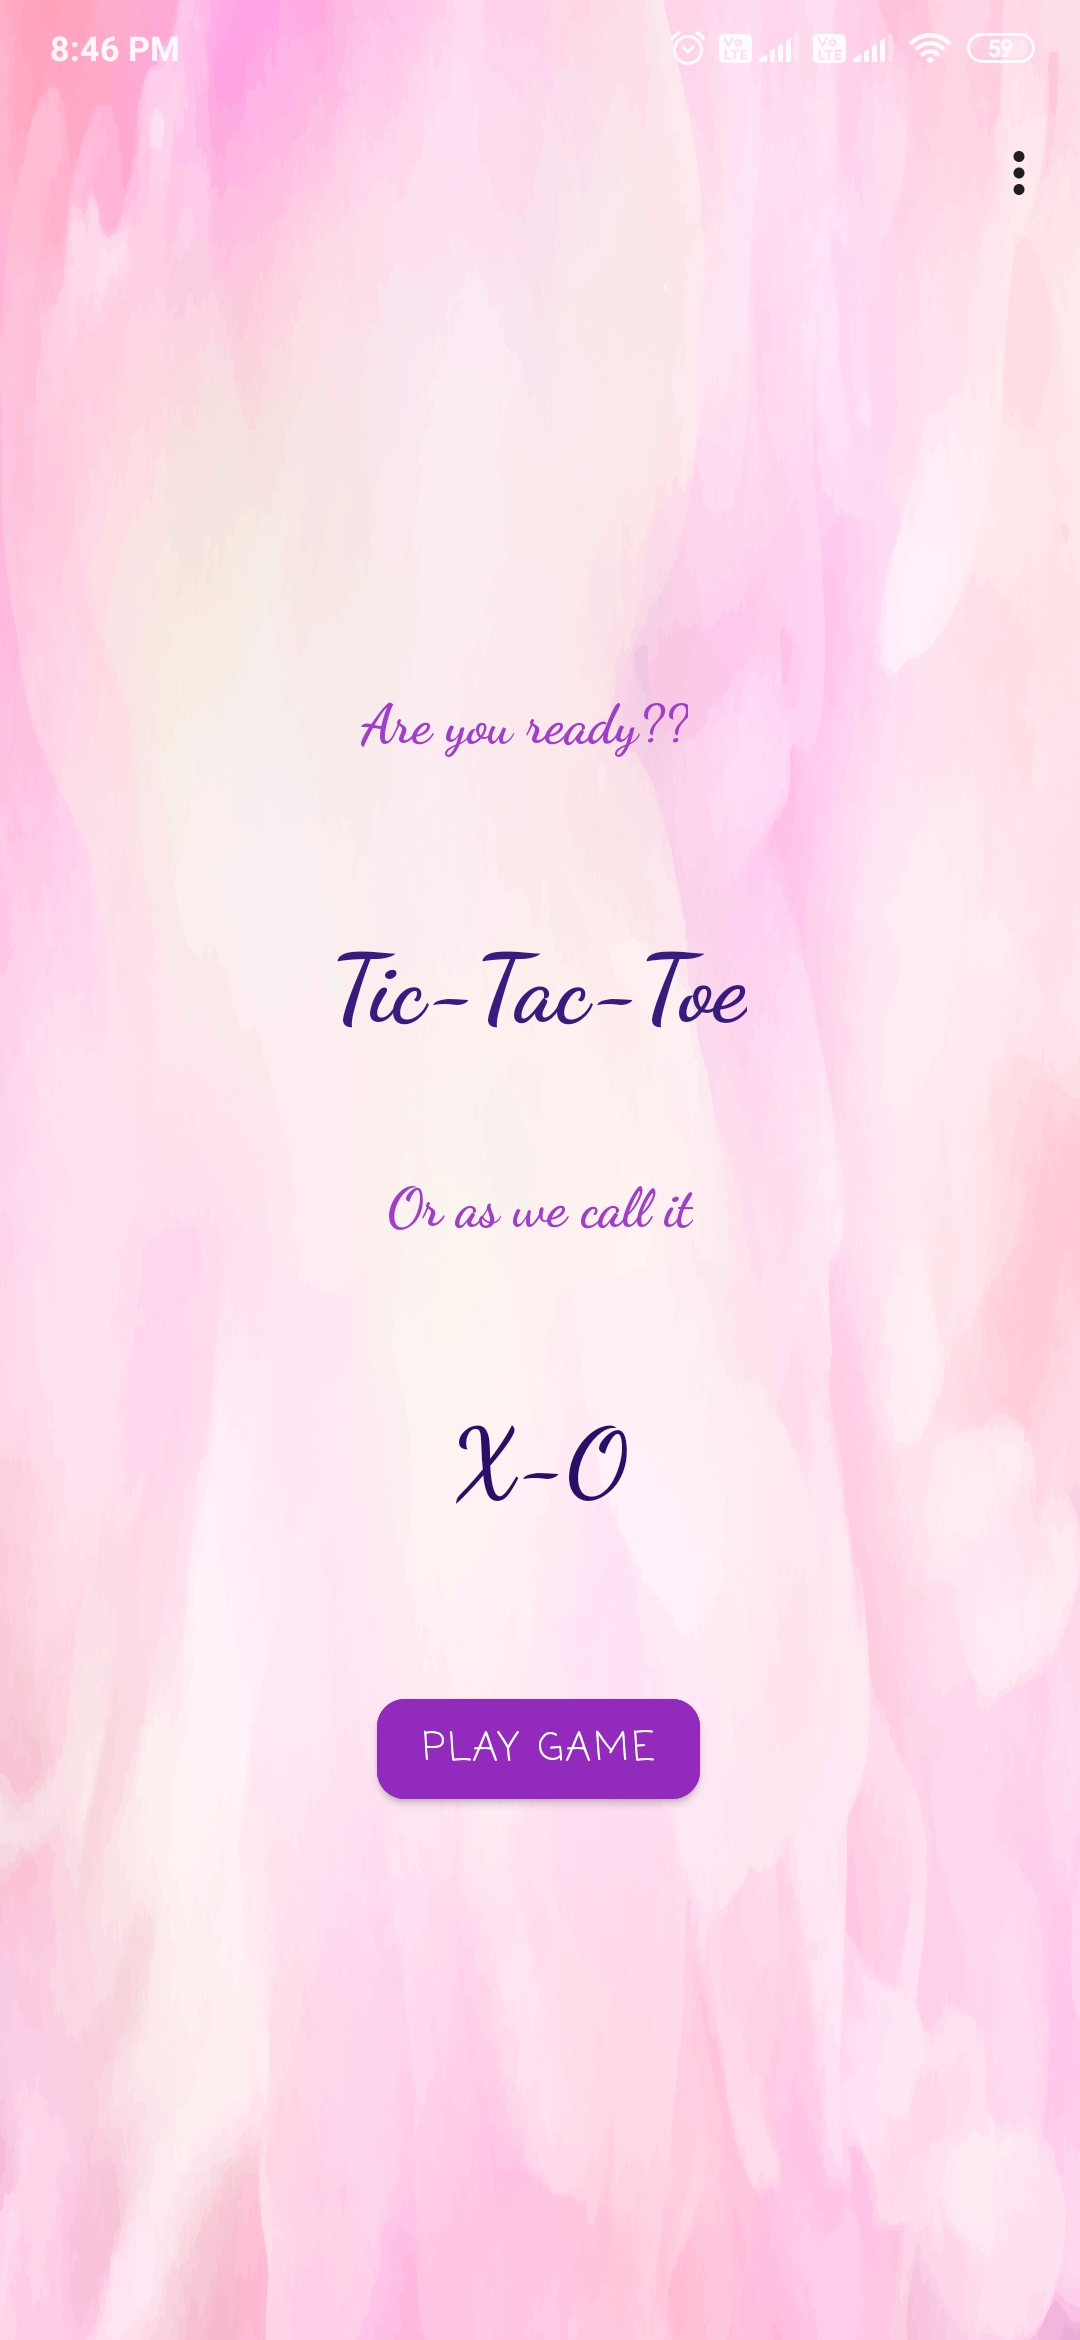 8:46 PM Vo LTE Vo LTE 59
Are you ready??
Tic-Tac-Toe
Or as we call it
X-O
PLAY GAME